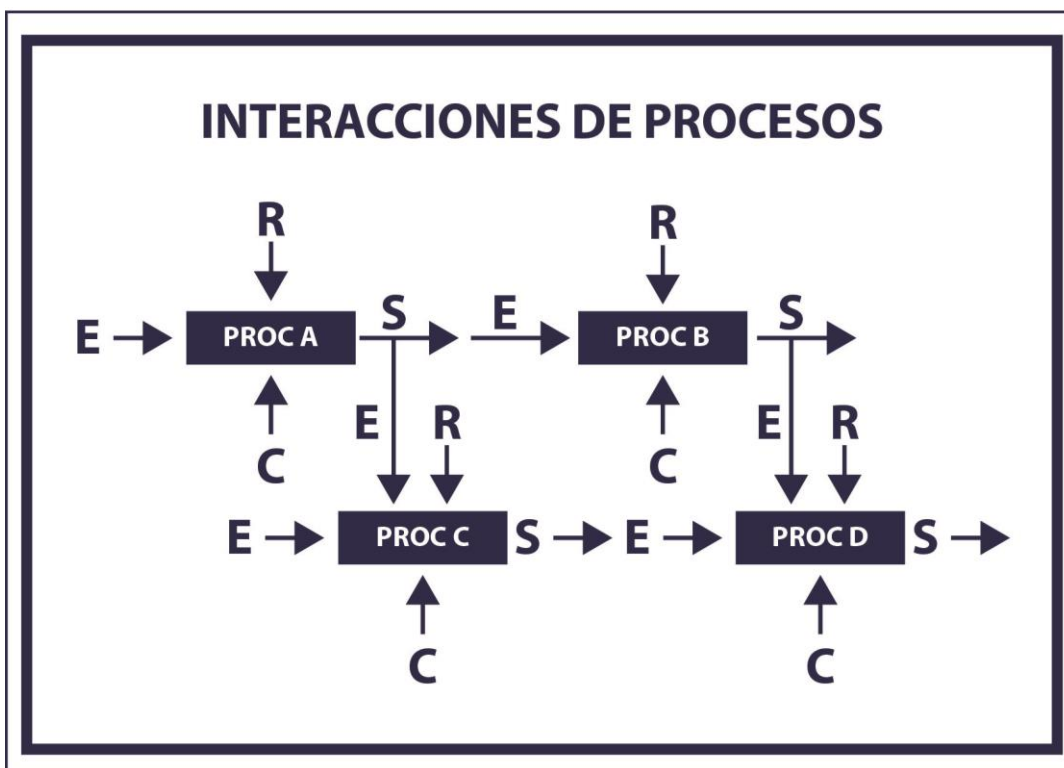 INTERACCIONES DE PROCESOS
R R
E PROC A S E PROC B S
C E R C E R
E PROC C S E PROC D S
C C